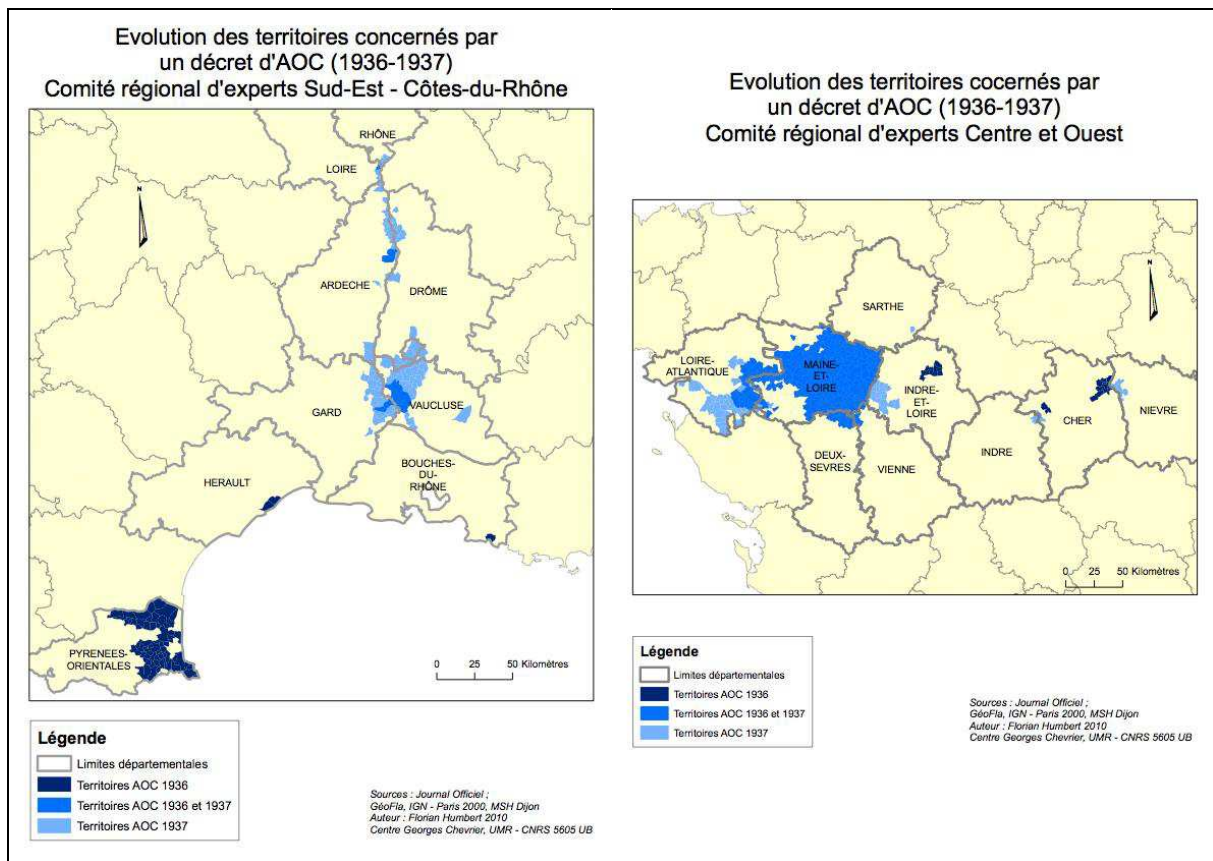 Evolution des territoires concernés par
un décret d'AOC (1936-1937)
Comité régional d'experts Sud-Est - Côtes-du-Rhône
RHÔNE
LOIRE
N
ARDECHE
DRÔME
GARD
VAUCLUSE
BOUCHES-
DU-
RHÔNE
HERAULT
PYRENEES-
ORIENTALES
0 25 50 Kilomètres
Légende
Limites départementales
Territoires AOC 1936
Territoires AOC 1936 et 1937
Territoires AOC 1937
Sources : Journal Officiel ;
GéoFla, IGN - Paris 2000, MSH Dijon
Auteur : Florian Humbert 2010
Centre Georges Chevrier, UMR - CNRS 5605 UB
Evolution des territoires cocernés par
un décret d'AOC (1936-1937)
Comité régional d'experts Centre et Ouest
N
SARTHE
LOIRE-
ATLANTIQUE
MAINE-
ET-
LOIRE
INDRE-
ET-
LOIRE
CHER
NIEVRE
INDRE
DEUX-
SEVRES
VIENNE
0 25 50 Kilomètres
Légende
Limites départementales
Territoires AOC 1936
Territoires AOC 1936 et 1937
Territoires AOC 1937
Sources : Journal Officiel ;
GéoFla, IGN - Paris 2000, MSH Dijon
Auteur : Florian Humbert 2010
Centre Georges Chevrier, UMR - CNRS 5605 UB